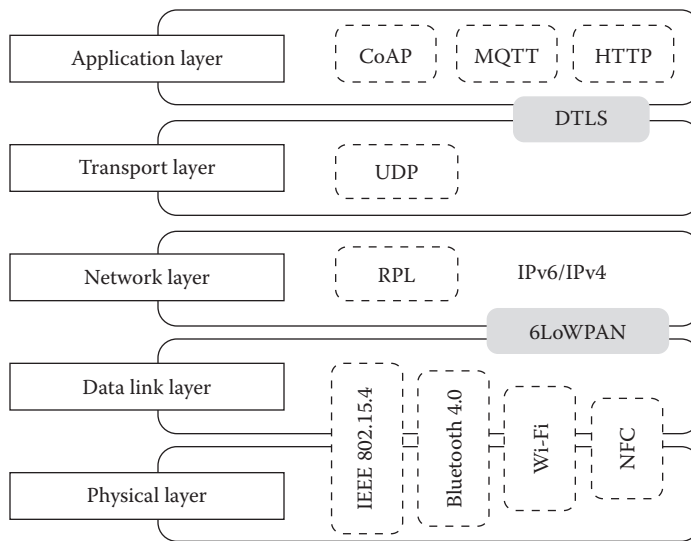 Application layer
CoAP
MQTT
HTTP
DTLS
Transport layer
UDP
Network layer
RPL
IPv6/IPv4
6LoWPAN
Data link layer
IEEE 802.15.4
Bluetooth 4.0
Wi-Fi
NFC
Physical layer